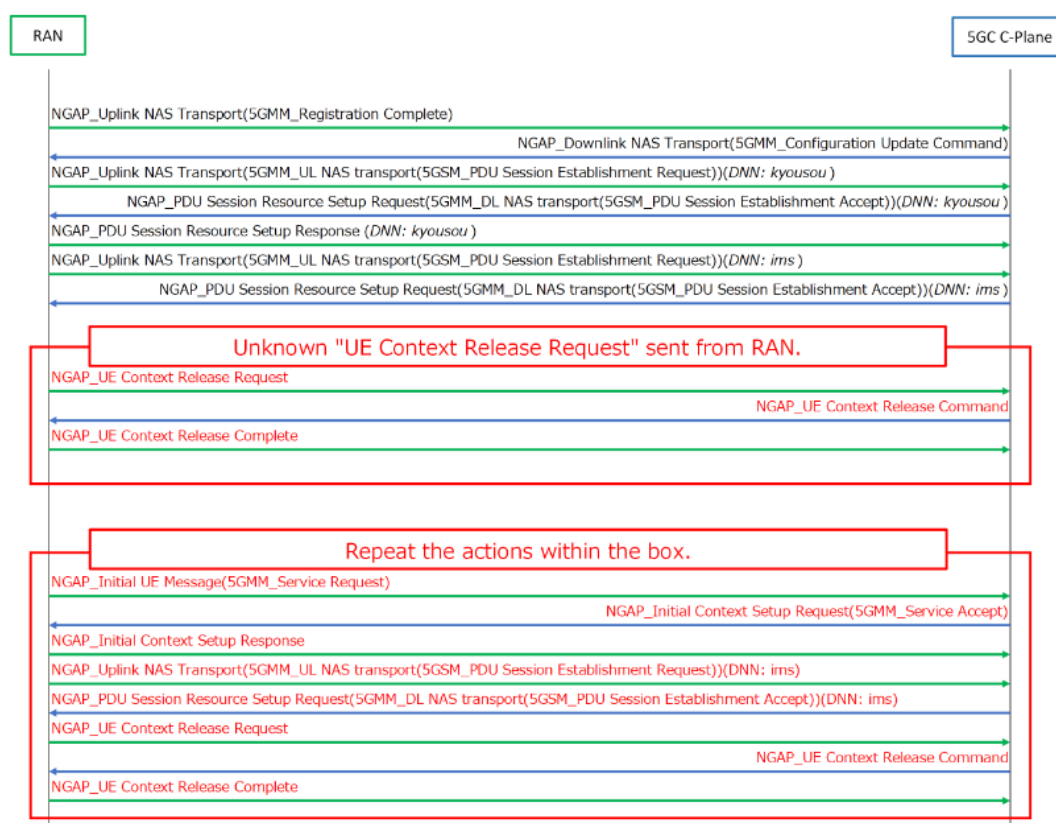 RAN
5GC C-Plane
NGAP_Uplink NAS Transport(5GMM_Registration Complete)
NGAP_Downlink NAS Transport(5GMM_Configuration Update Command)
NGAP_Uplink NAS Transport(5GMM_UL NAS transport(5GSM_PDU Session Establishment Request))(DNN: kyousou)
NGAP_PDU Session Resource Setup Request(5GMM_DL NAS transport(5GSM_PDU Session Establishment Accept))(DNN: kyousou)
NGAP_PDU Session Resource Setup Response (DNN: kyousou)
NGAP_Uplink NAS Transport(5GMM_UL NAS transport(5GSM_PDU Session Establishment Request))(DNN: ims)
NGAP_PDU Session Resource Setup Request(5GMM_DL NAS transport(5GSM_PDU Session Establishment Accept))(DNN: ims)
Unknown "UE Context Release Request" sent from RAN.
NGAP_UE Context Release Request
NGAP_UE Context Release Command
NGAP_UE Context Release Complete
Repeat the actions within the box.
NGAP_Initial UE Message(5GMM_Service Request)
NGAP_Initial Context Setup Request(5GMM_Service Accept)
NGAP_Initial Context Setup Response
NGAP_Uplink NAS Transport(5GMM_UL NAS transport(5GSM_PDU Session Establishment Request))(DNN: ims)
NGAP_PDU Session Resource Setup Request(5GMM_DL NAS transport(5GSM_PDU Session Establishment Accept))(DNN: ims)
NGAP_UE Context Release Request
NGAP_UE Context Release Command
NGAP_UE Context Release Complete